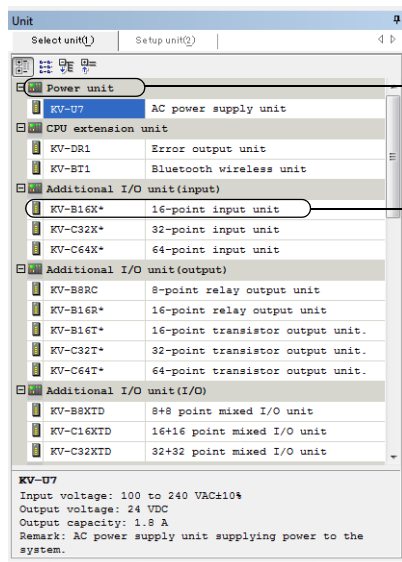 Unit
Select unit(1) Setup unit(2)
Power unit
KV-U7 AC power supply unit
CPU extension unit
KV-DR1 Error output unit
KV-BT1 Bluetooth wireless unit
Additional I/O unit(input)
KV-B16X* 16-point input unit
KV-C32X* 32-point input unit
KV-C64X* 64-point input unit
Additional I/O unit(output)
KV-B8RC 8-point relay output unit
KV-B16R* 16-point relay output unit
KV-B16T* 16-point transistor output unit.
KV-C32T* 32-point transistor output unit.
KV-C64T* 64-point transistor output unit.
Additional I/O unit(I/O)
KV-B8XTD 8+8 point mixed I/O unit
KV-C16XTD 16+16 point mixed I/O unit
KV-C32XTD 32+32 point mixed I/O unit
KV-U7
Input voltage: 100 to 240 VAC±10%
Output voltage: 24 VDC
Output capacity: 1.8 A
Remark: AC power supply unit supplying power to the
system.